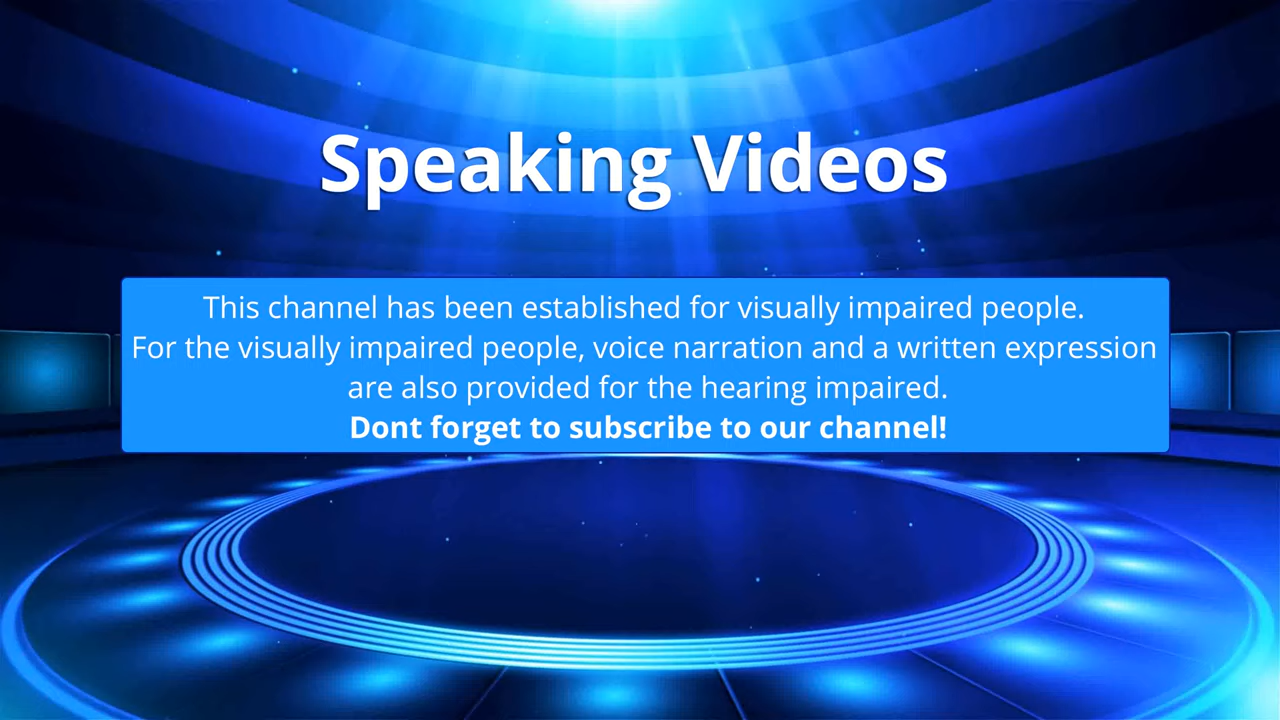 Speaking Videos
This channel has been established for visually impaired people.
For the visually impaired people, voice narration and a written expression
are also provided for the hearing impaired.
Dont forget to subscribe to our channel!